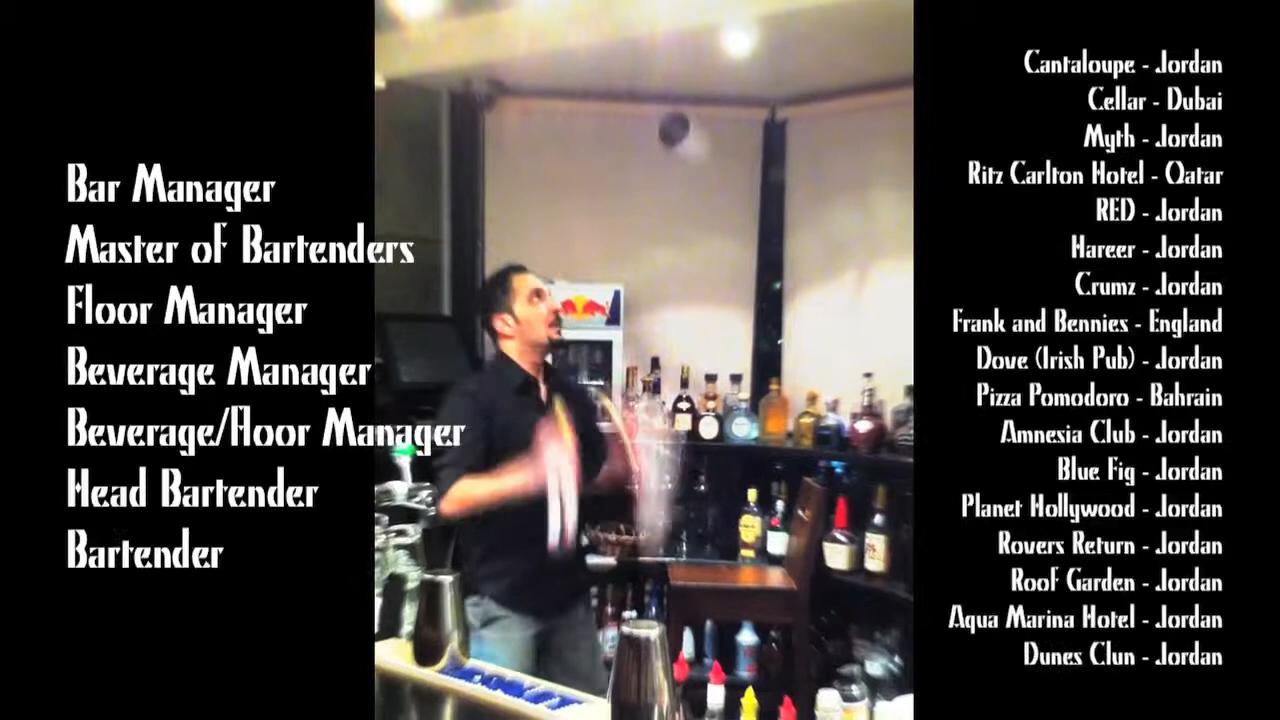 Bar Manager
Master of Bartenders
Floor Manager
Beverage Manager
Beverage/floor Manager
Head Bartender
Bartender
Cantaloupe - Jordan
Cellar - Dubai
Myth - Jordan
Ritz Carlton Hotel - Qatar
RED - Jordan
Hareer - Jordan
Crumz - Jordan
Frank and Bennies - England
Dove (Irish Pub) - Jordan
Pizza Pomodoro - Bahrain
Amnesia Club - Jordan
Blue Fig - Jordan
Planet Hollywood - Jordan
Rovers Return - Jordan
Roof Garden - Jordan
Aqua Marina Hotel - Jordan
Dunes Clun - Jordan